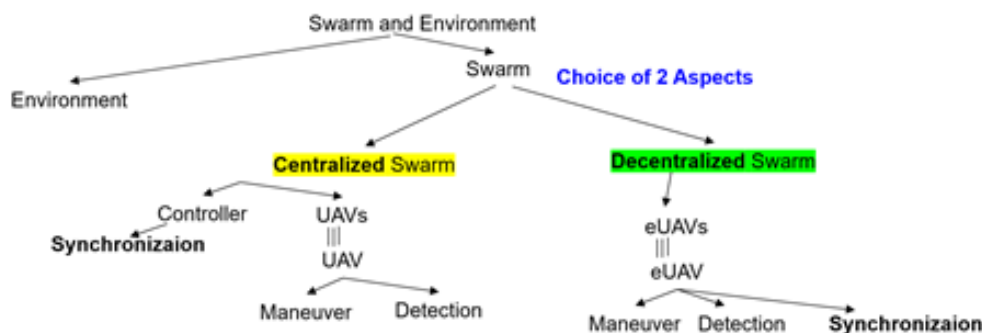 Swarm and Environment
Swarm
Choice of 2 Aspects
Environment
Centralized Swarm
Decentralized Swarm
Controller
UAVs
Synchronizaion
UAV
Maneuver
Detection
eUAVs
eUAV
Maneuver
Detection
Synchronizaion